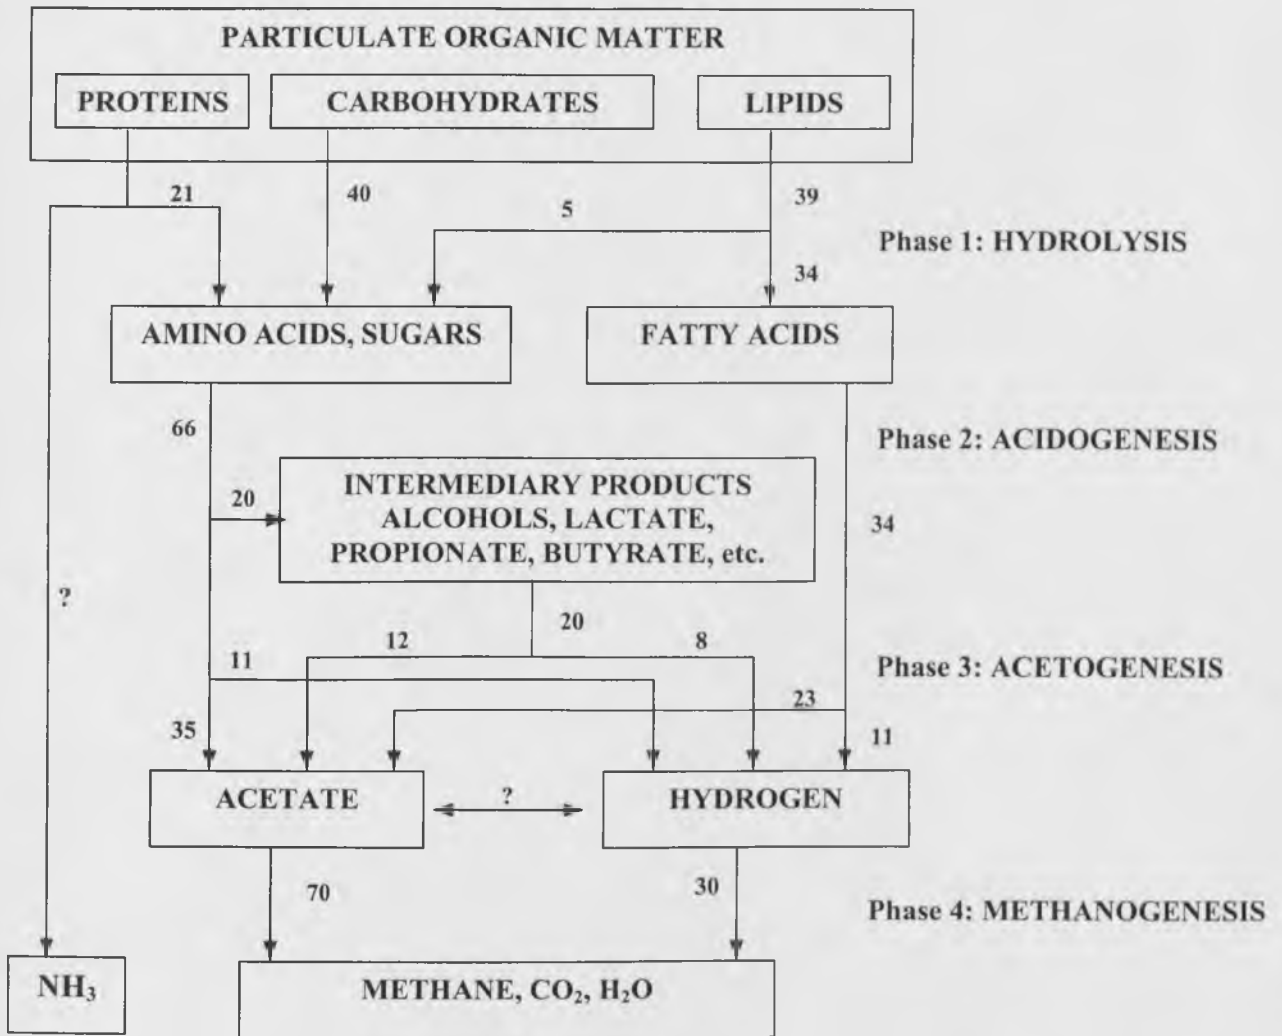 PARTICULATE ORGANIC MATTER
PROTEINS
CARBOHYDRATES
LIPIDS
21
40
5
39
Phase 1: HYDROLYSIS
34
AMINO ACIDS, SUGARS
FATTY ACIDS
66
Phase 2: ACIDOGENESIS
20
INTERMEDIARY PRODUCTS
ALCOHOLS, LACTATE,
PROPIONATE, BUTYRATE, etc.
34
?
20
12
8
11
Phase 3: ACETOGENESIS
23
35
11
ACETATE
?
HYDROGEN
70
30
Phase 4: METHANOGENESIS
NH₃
METHANE, CO₂, H₂O